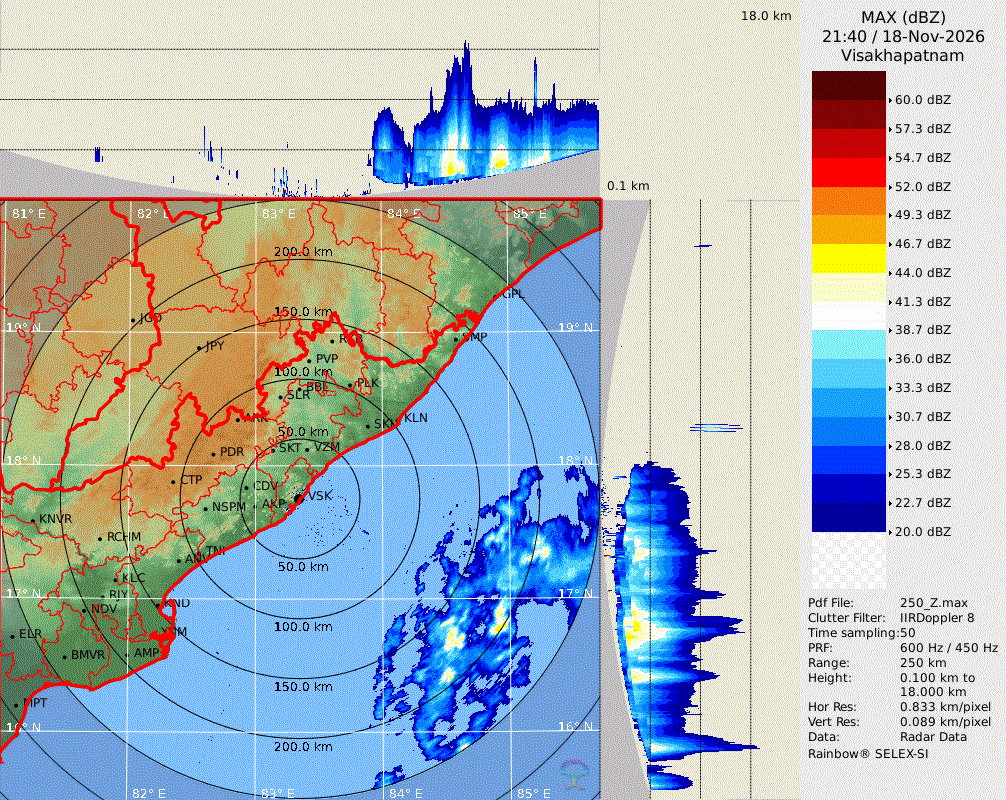 18.0 km
MAX (dBZ)
21:40 / 18-Nov-2026
Visakhapatnam
60.0 dBZ
57.3 dBZ
54.7 dBZ
52.0 dBZ
49.3 dBZ
46.7 dBZ
44.0 dBZ
41.3 dBZ
38.7 dBZ
36.0 dBZ
33.3 dBZ
30.7 dBZ
28.0 dBZ
25.3 dBZ
22.7 dBZ
20.0 dBZ
0.1 km
81° E 82° E 83° E 84° E 85° E
200.0 km
GPL
150.0 km
JGD
19° N 19° N
JPY
PVP
100.0 km
BBL PLK
SLR
KLN
50.0 km
PDR SKT VZM
18° N 18° N
CTP
CDV
VSK
NSPM AKP
KNVR
RCHM
TNI
50.0 km
KLC
RJY
17° N 17° N
NDV KND
100.0 km
ELR
BMVR AMP
150.0 km
16° N 16° N
200.0 km
82° E 83° E 84° E 85° E
Pdf File: 250_Z.max
Clutter Filter: IIRDoppler 8
Time sampling:50
PRF: 600 Hz / 450 Hz
Range: 250 km
Height: 0.100 km to
18.000 km
Hor Res: 0.833 km/pixel
Vert Res: 0.089 km/pixel
Data: Radar Data
Rainbow® SELEX-SI